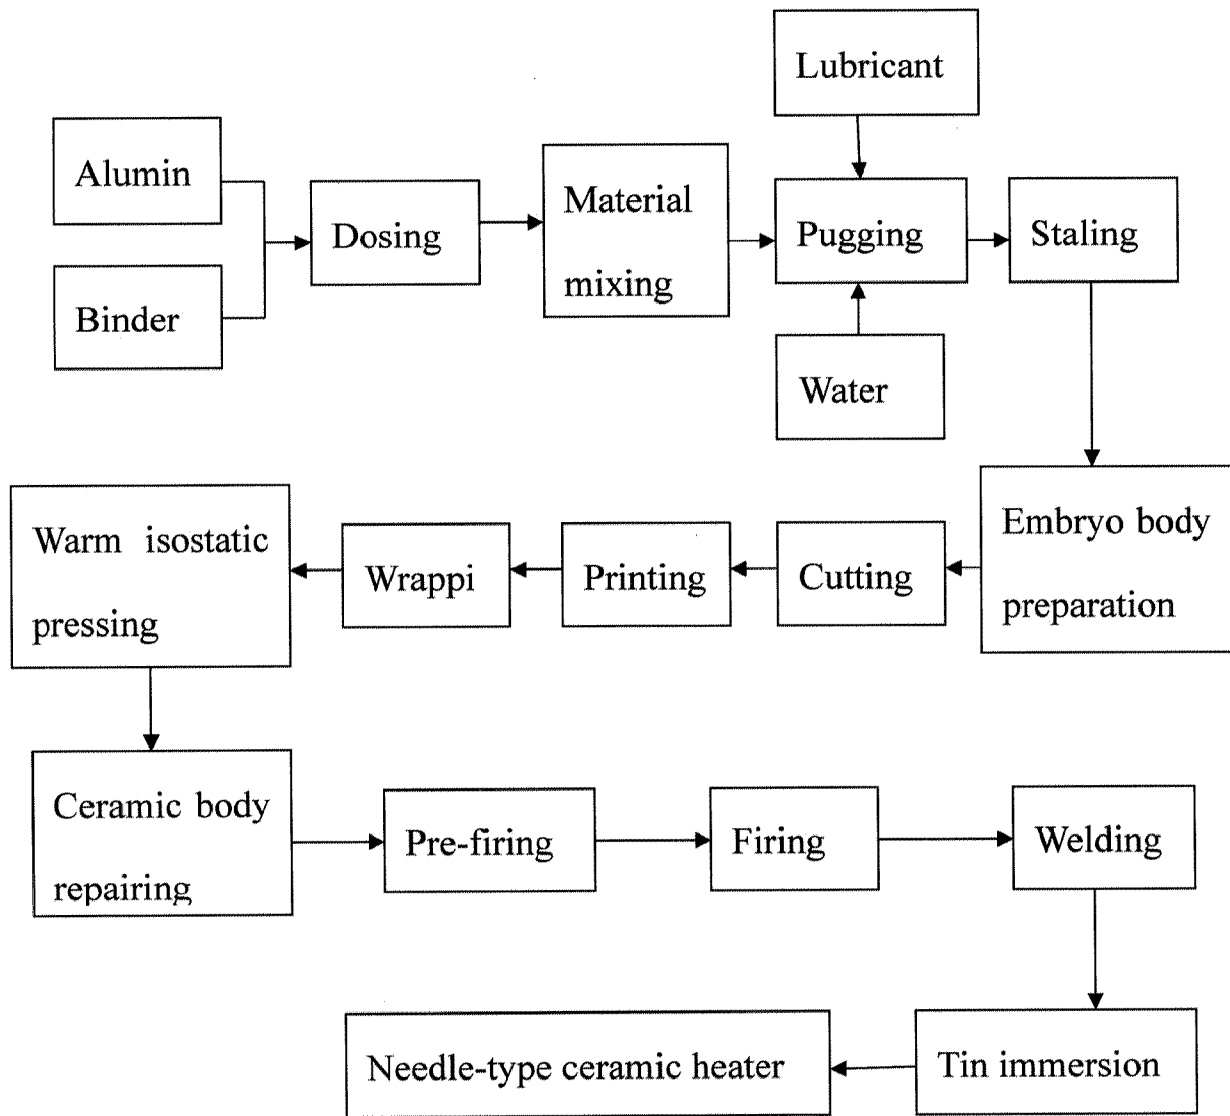 Lubricant
Alumin
Dosing
Material
mixing
Pugging
Staling
Binder
Water
Embryo body
preparation
Cutting
Printing
Wrappi
Warm isostatic
pressing
Ceramic body
repairing
Pre-firing
Firing
Welding
Tin immersion
Needle-type ceramic heater